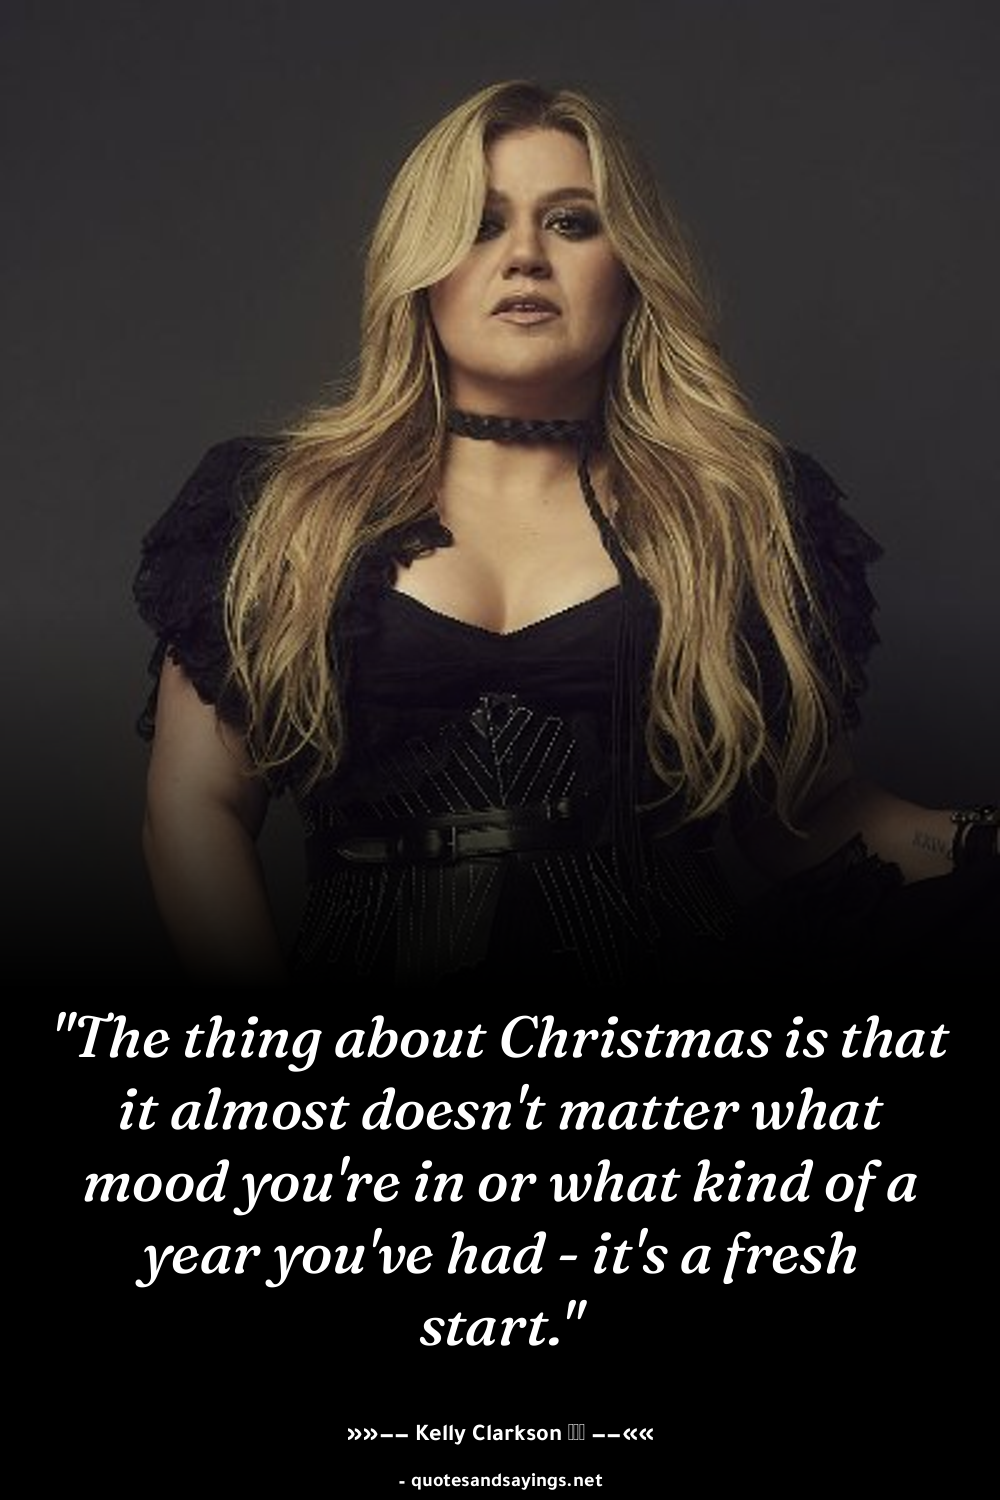 "The thing about Christmas is that
it almost doesn't matter what
mood you're in or what kind of a
year you've had - it's a fresh
start."
»»–– Kelly Clarkson ––««
- quotesandsayings.net